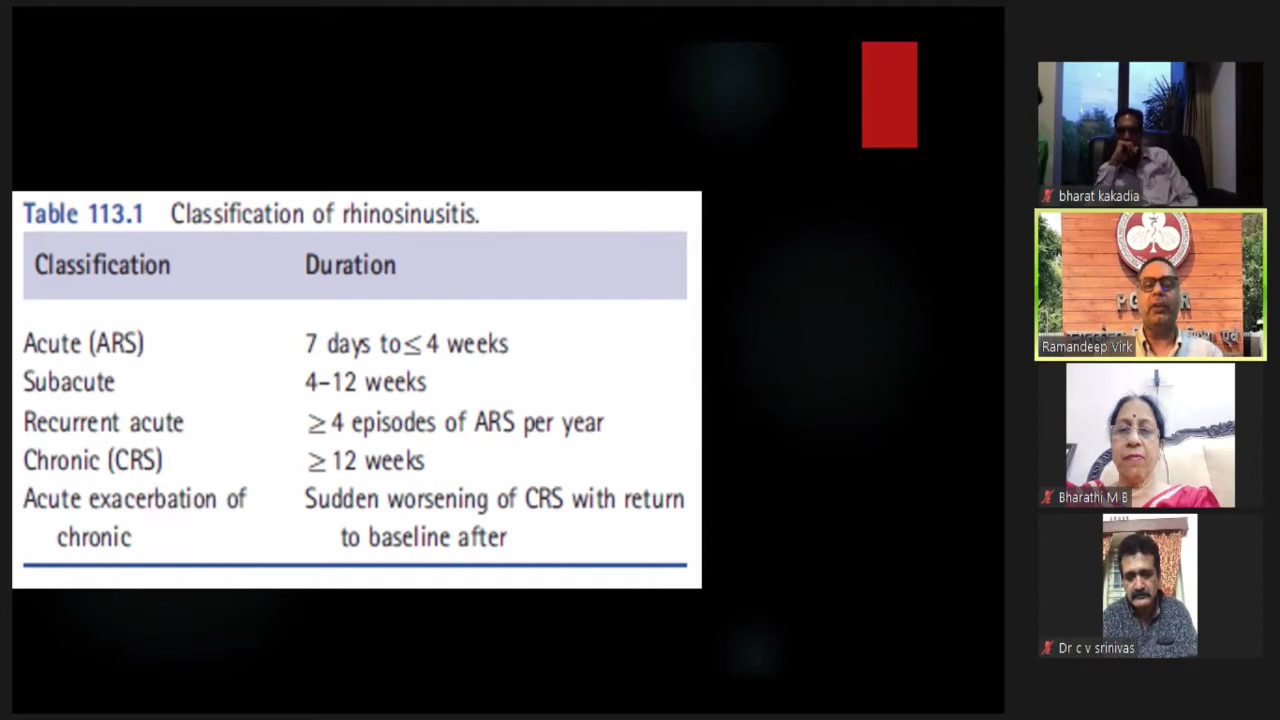 Table 113.1 Classification of rhinosinusitis.
Classification Duration
Acute (ARS) 7 days to≤ 4 weeks
Subacute 4–12 weeks
Recurrent acute ≥ 4 episodes of ARS per year
Chronic (CRS) ≥ 12 weeks
Acute exacerbation of Sudden worsening of CRS with return
chronic to baseline after
bharat kakadia
Ramandeep Virk
Bharathi M B
Dr c v srinivas